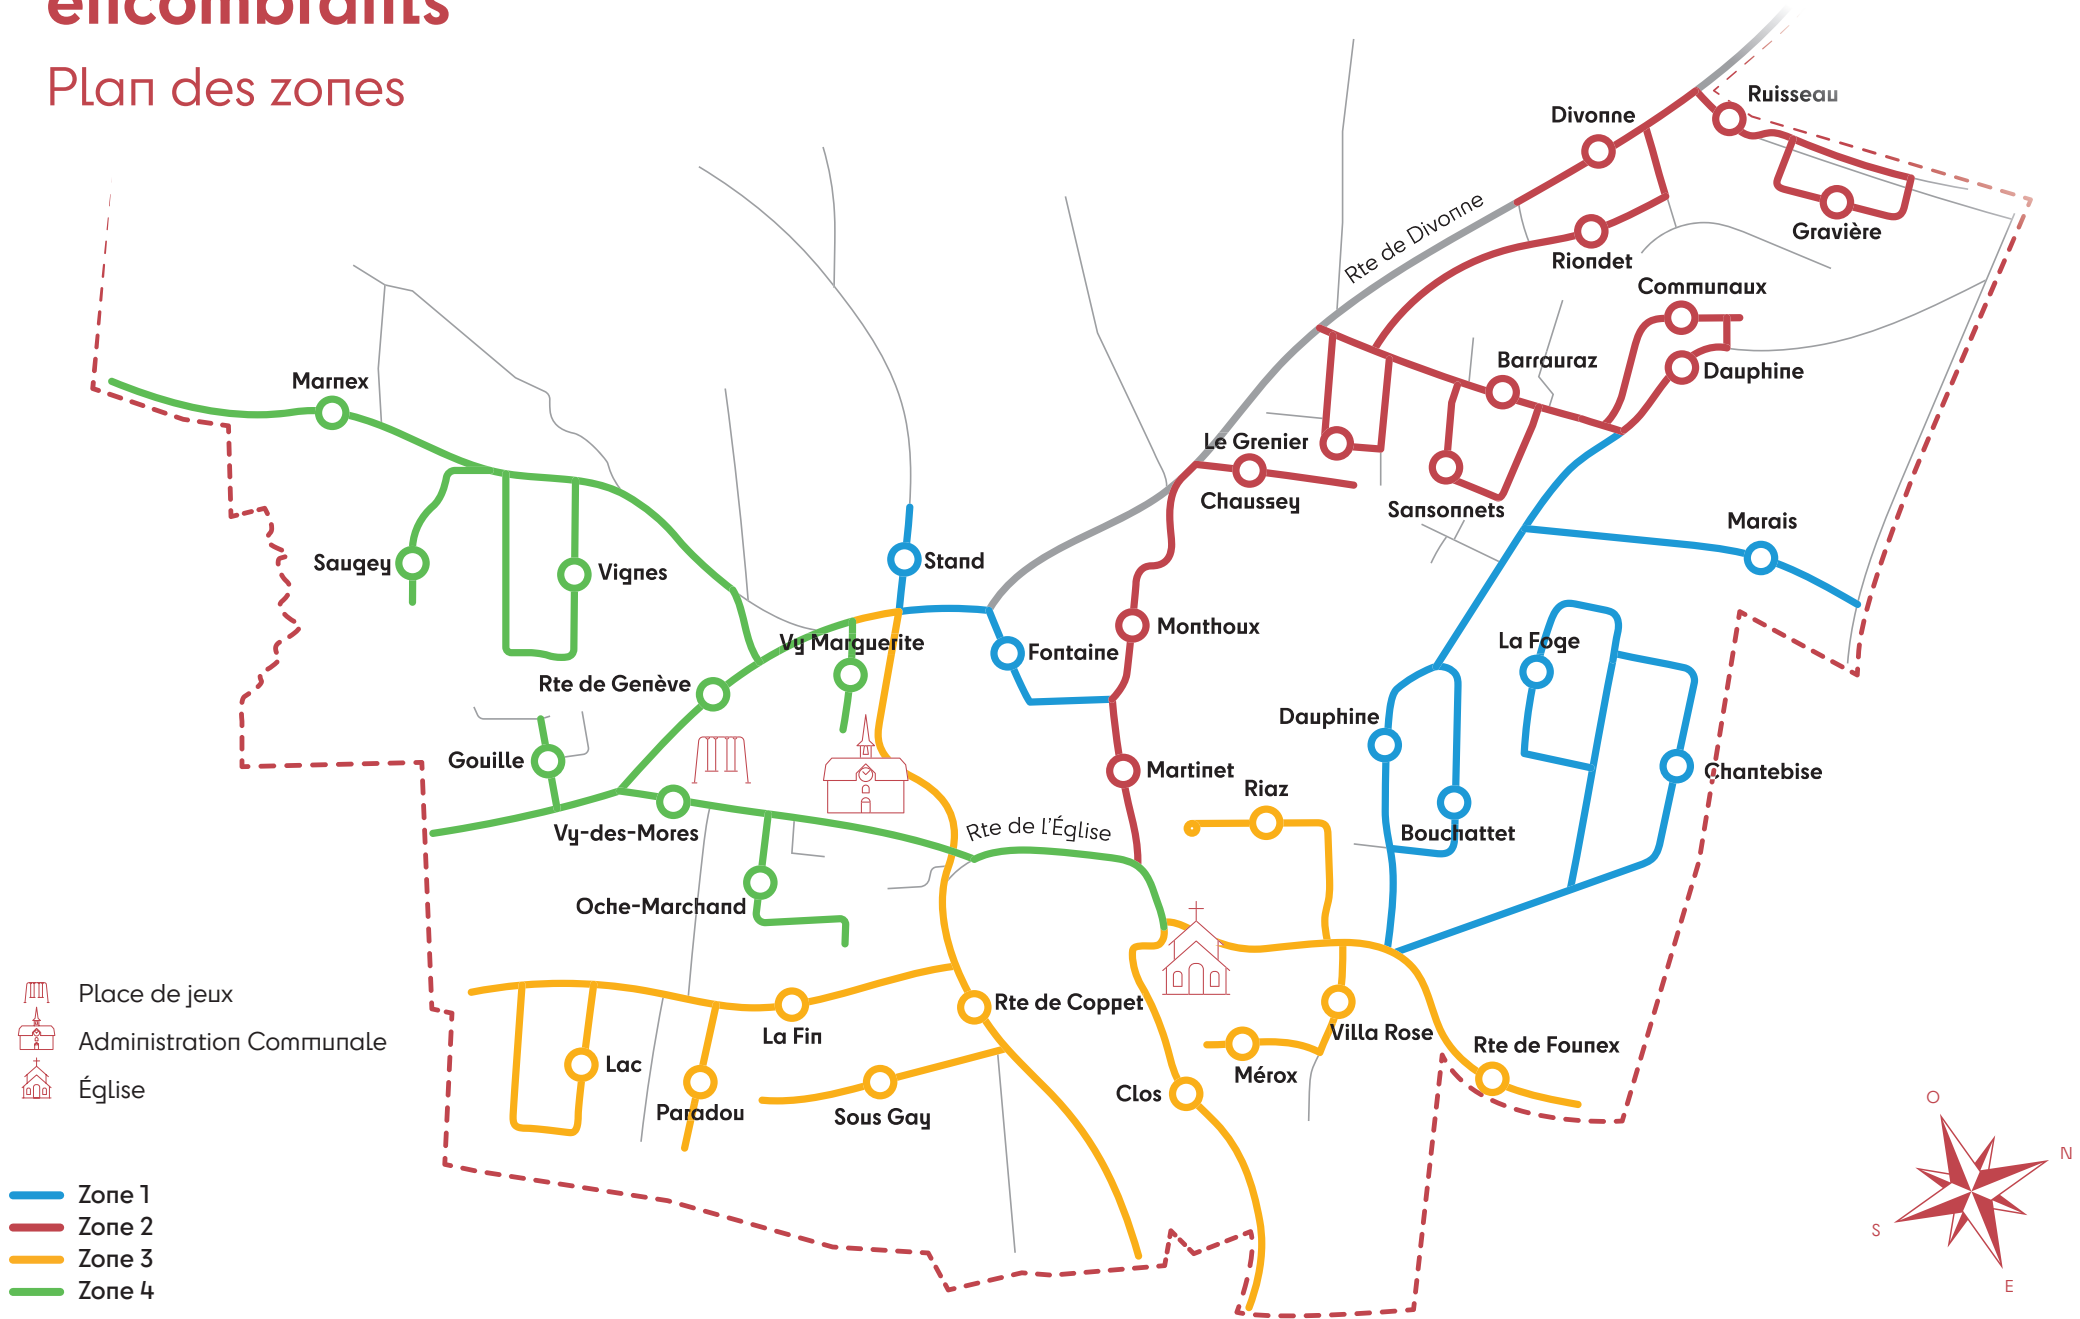 encombrants
Plan des zones
Ruisseau
Divonne
Rte de Divonne
Gravière
Riondet
Communaux
Barrauraz
Dauphine
Marnex
Le Grenier
Chaussey
Sansonnets
Marais
Saugey
Vignes
Stand
Monthoux
Vy Marguerite
Fontaine
La Foge
Rte de Genève
Dauphine
Gouille
Martinet
Chantebise
Riaz
Vy-des-Mores
Rte de l'Église
Bouchattet
Oche-Marchand
Place de jeux
Administration Communale
Église
La Fin
Rte de Coppet
Villa Rose
Rte de Founex
Lac
Mérox
Paradou
Sous Gay
Clos
Zone 1
Zone 2
Zone 3
Zone 4
O
N
S
E